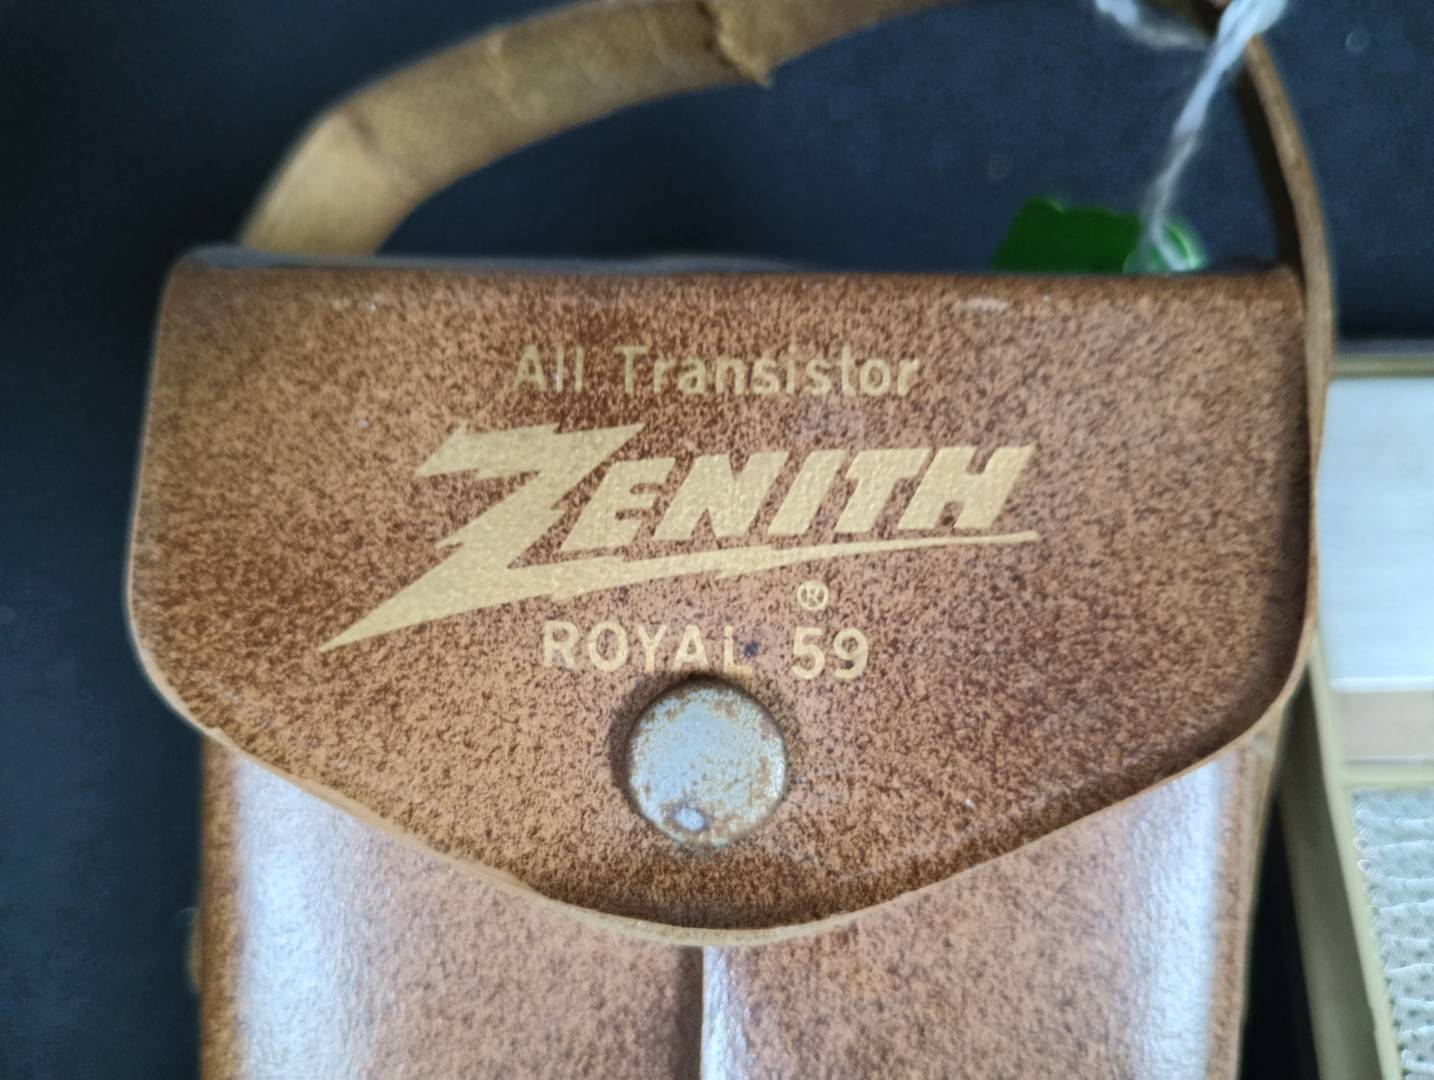 All Transistor
ZENITH
®
ROYAL 59